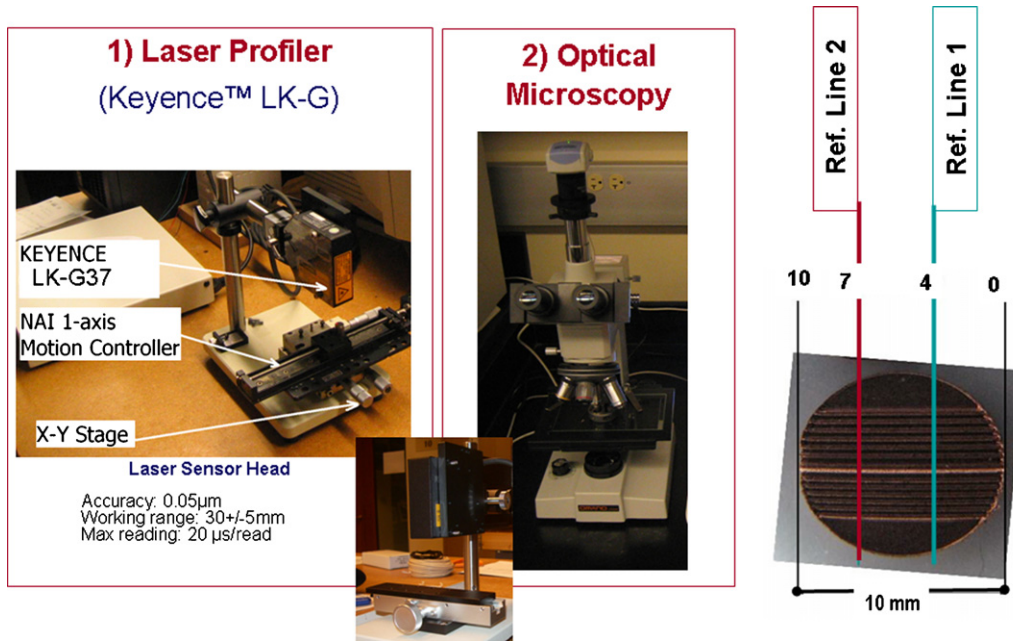 1) Laser Profiler
(Keyence™ LK-G)
KEYENCE
LK-G37
NAI 1-axis
Motion Controller
X-Y Stage
Laser Sensor Head
Accuracy: 0.05µm
Working range: 30+/-5mm
Max reading: 20 µs/read
2) Optical
Microscopy
Ref. Line 2
Ref. Line 1
10
7
4
0
10 mm